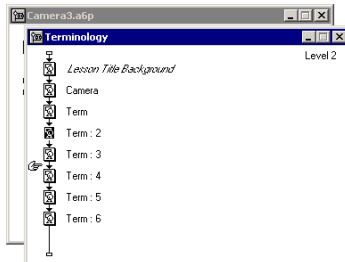 Camera3.a6p
Terminology
Level 2
Lesson Title Background
Camera
Term
Term : 2
Term : 3
Term : 4
Term : 5
Term : 6